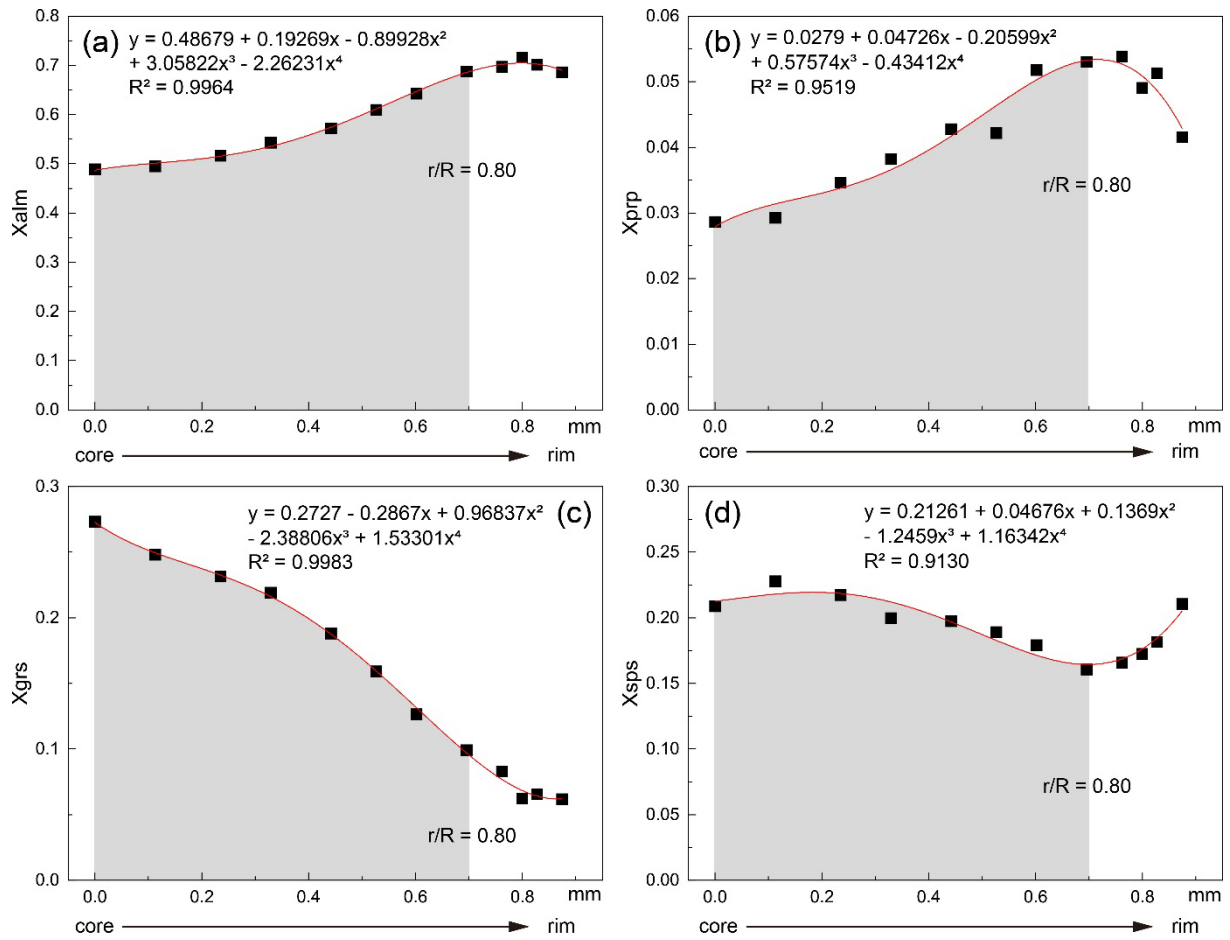 (a)
y = 0.48679 + 0.19269x - 0.89928x²
+ 3.05822x³ - 2.26231x⁴
R² = 0.9964
r/R = 0.80
Xalm
0.8
0.7
0.6
0.5
0.4
0.3
0.2
0.1
0.0
0.0 0.2 0.4 0.6 0.8 mm
core rim
(b)
y = 0.0279 + 0.04726x - 0.20599x²
+ 0.57574x³ - 0.43412x⁴
R² = 0.9519
r/R = 0.80
Xprp
0.06
0.05
0.04
0.03
0.02
0.01
0.00
0.0 0.2 0.4 0.6 0.8 mm
core rim
(c)
y = 0.2727 - 0.2867x + 0.96837x²
- 2.38806x³ + 1.53301x⁴
R² = 0.9983
r/R = 0.80
Xgrs
0.3
0.2
0.1
0.0
0.0 0.2 0.4 0.6 0.8 mm
core rim
(d)
y = 0.21261 + 0.04676x + 0.1369x²
- 1.2459x³ + 1.16342x⁴
R² = 0.9130
r/R = 0.80
Xsps
0.30
0.25
0.20
0.15
0.10
0.05
0.00
0.0 0.2 0.4 0.6 0.8 mm
core rim